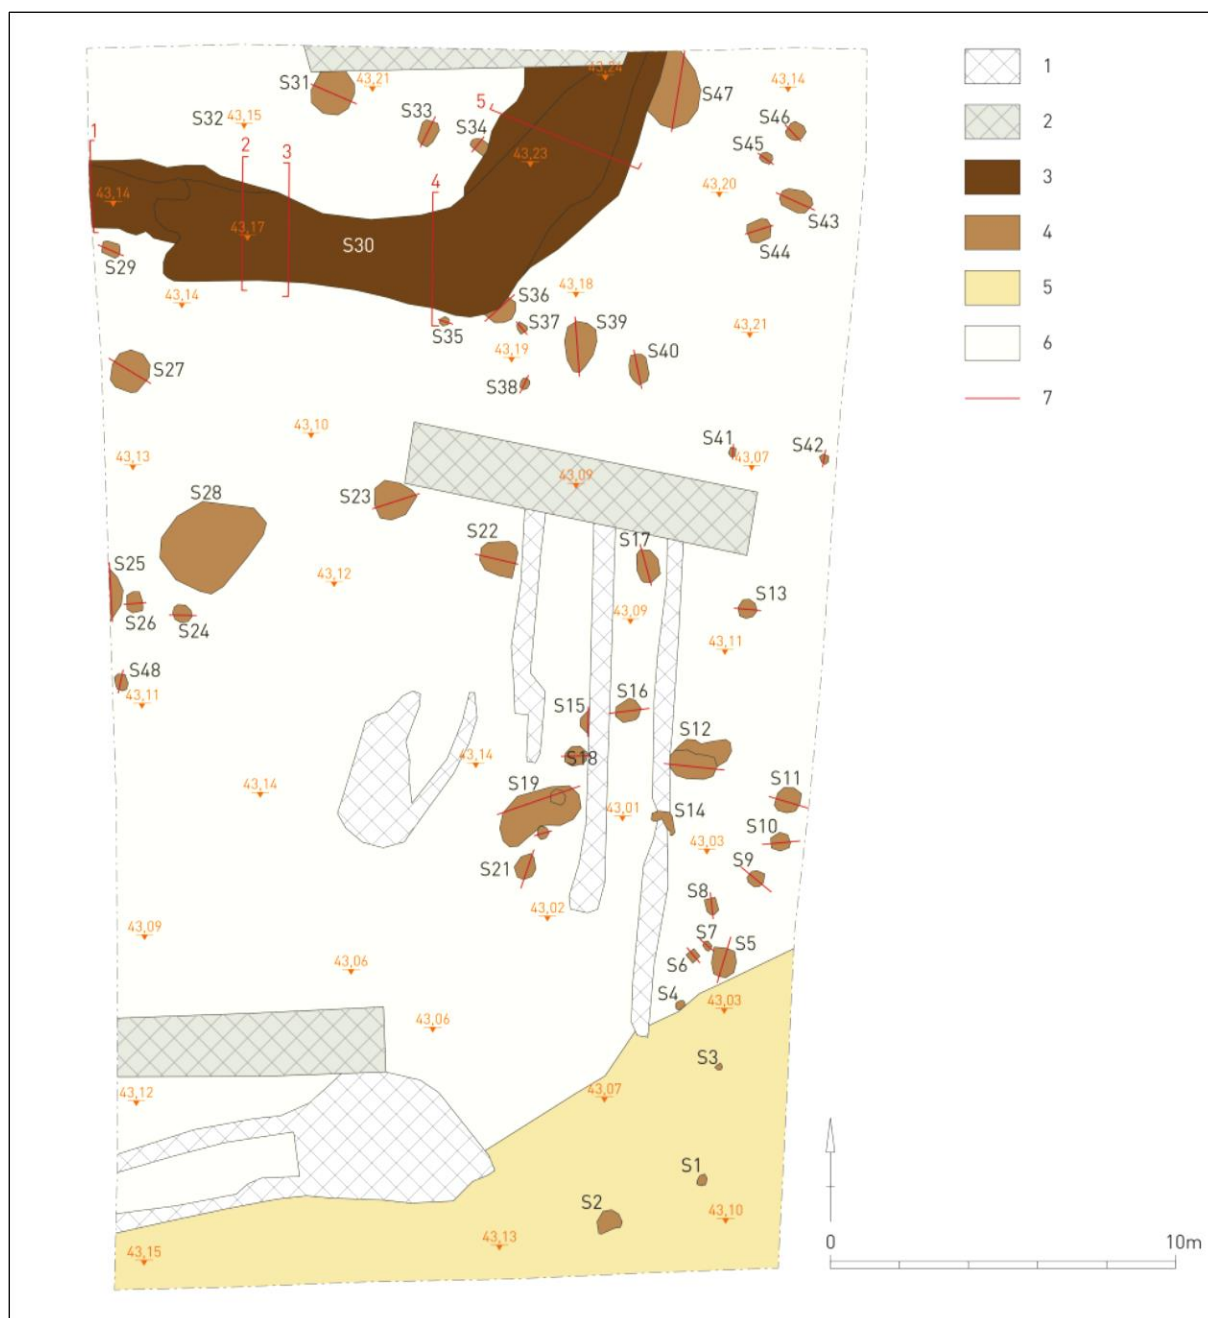 1
2
3
4
5
6
7
S31
43,21
43,24
S47
43,14
S32
43,15
S33
S34
5
S46
S45
1
2
3
4
43,23
43,14
43,20
S43
S44
43,17
S30
S29
43,14
43,18
S36
S37
S35
S39
43,21
43,19
S40
S38
S27
43,10
S41
S42
43,13
43,07
43,09
S28
S23
S22
S17
S25
43,12
S26
S24
S13
43,09
43,11
S48
43,11
S16
S15
S12
S18
43,14
43,14
S19
S11
43,01
S14
S10
43,03
S21
S9
S8
43,02
43,09
S7
S5
S6
43,06
S4
43,03
43,06
S3
43,12
43,07
S1
S2
43,10
43,13
43,15
0
10m